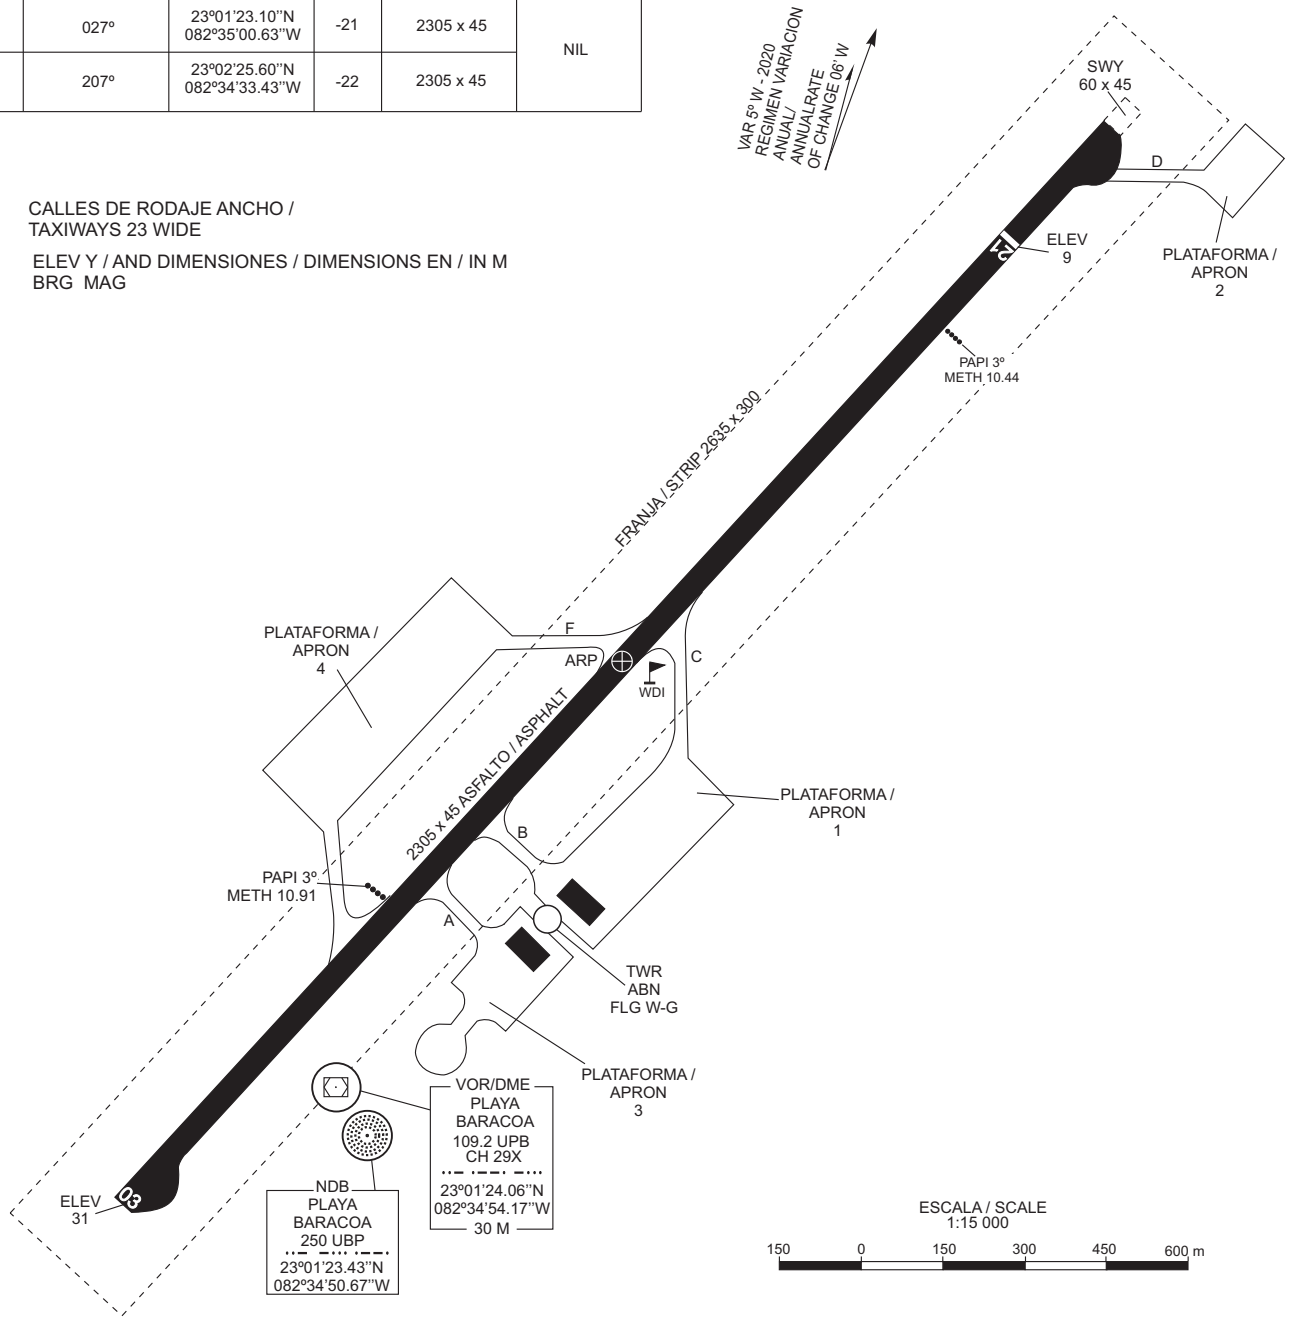 027º
23º01’23.10’’N
082º35’00.63’’W
-21
2305 x 45
NIL
207º
23º02’25.60’’N
082º34’33.43’’W
-22
2305 x 45
VAR 5º W - 2020
REGIMEN VARIACION
ANUAL/
ANNUALRATE
OF CHANGE 06' W
SWY
60 x 45
D
CALLES DE RODAJE ANCHO /
TAXIWAYS 23 WIDE
ELEV Y / AND DIMENSIONES / DIMENSIONS EN / IN M
BRG MAG
21
ELEV
9
PLATAFORMA /
APRON
2
PAPI 3º
METH 10.44
FRANJA / STRIP 2635 x 300
PLATAFORMA /
APRON
4
F
ARP
C
WDI
2305 x 45 ASFALTO / ASPHALT
PLATAFORMA /
APRON
1
B
PAPI 3º
METH 10.91
A
TWR
ABN
FLG W-G
PLATAFORMA /
APRON
3
VOR/DME
PLAYA
BARACOA
109.2 UPB
CH 29X
23º01’24.06’’N
082º34’54.17’’W
30 M
03
ELEV
31
NDB
PLAYA
BARACOA
250 UBP
23º01’23.43’’N
082º34’50.67’’W
ESCALA / SCALE
1:15 000
150 0 150 300 450 600 m